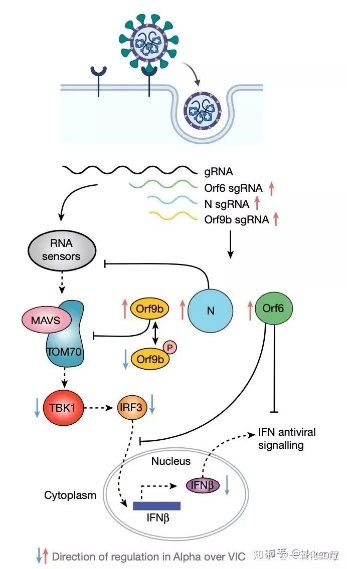 gRNA
Orf6 sgRNA
N sgRNA
Orf9b sgRNA
RNA
sensors
MAVS
TOM70
Orf9b
P
Orf9b
N
Orf6
TBK1
IRF3
IFN antiviral
signalling
Nucleus
IFNβ
IFNβ
Cytoplasm
Direction of regulation in Alpha over VIC
知乎